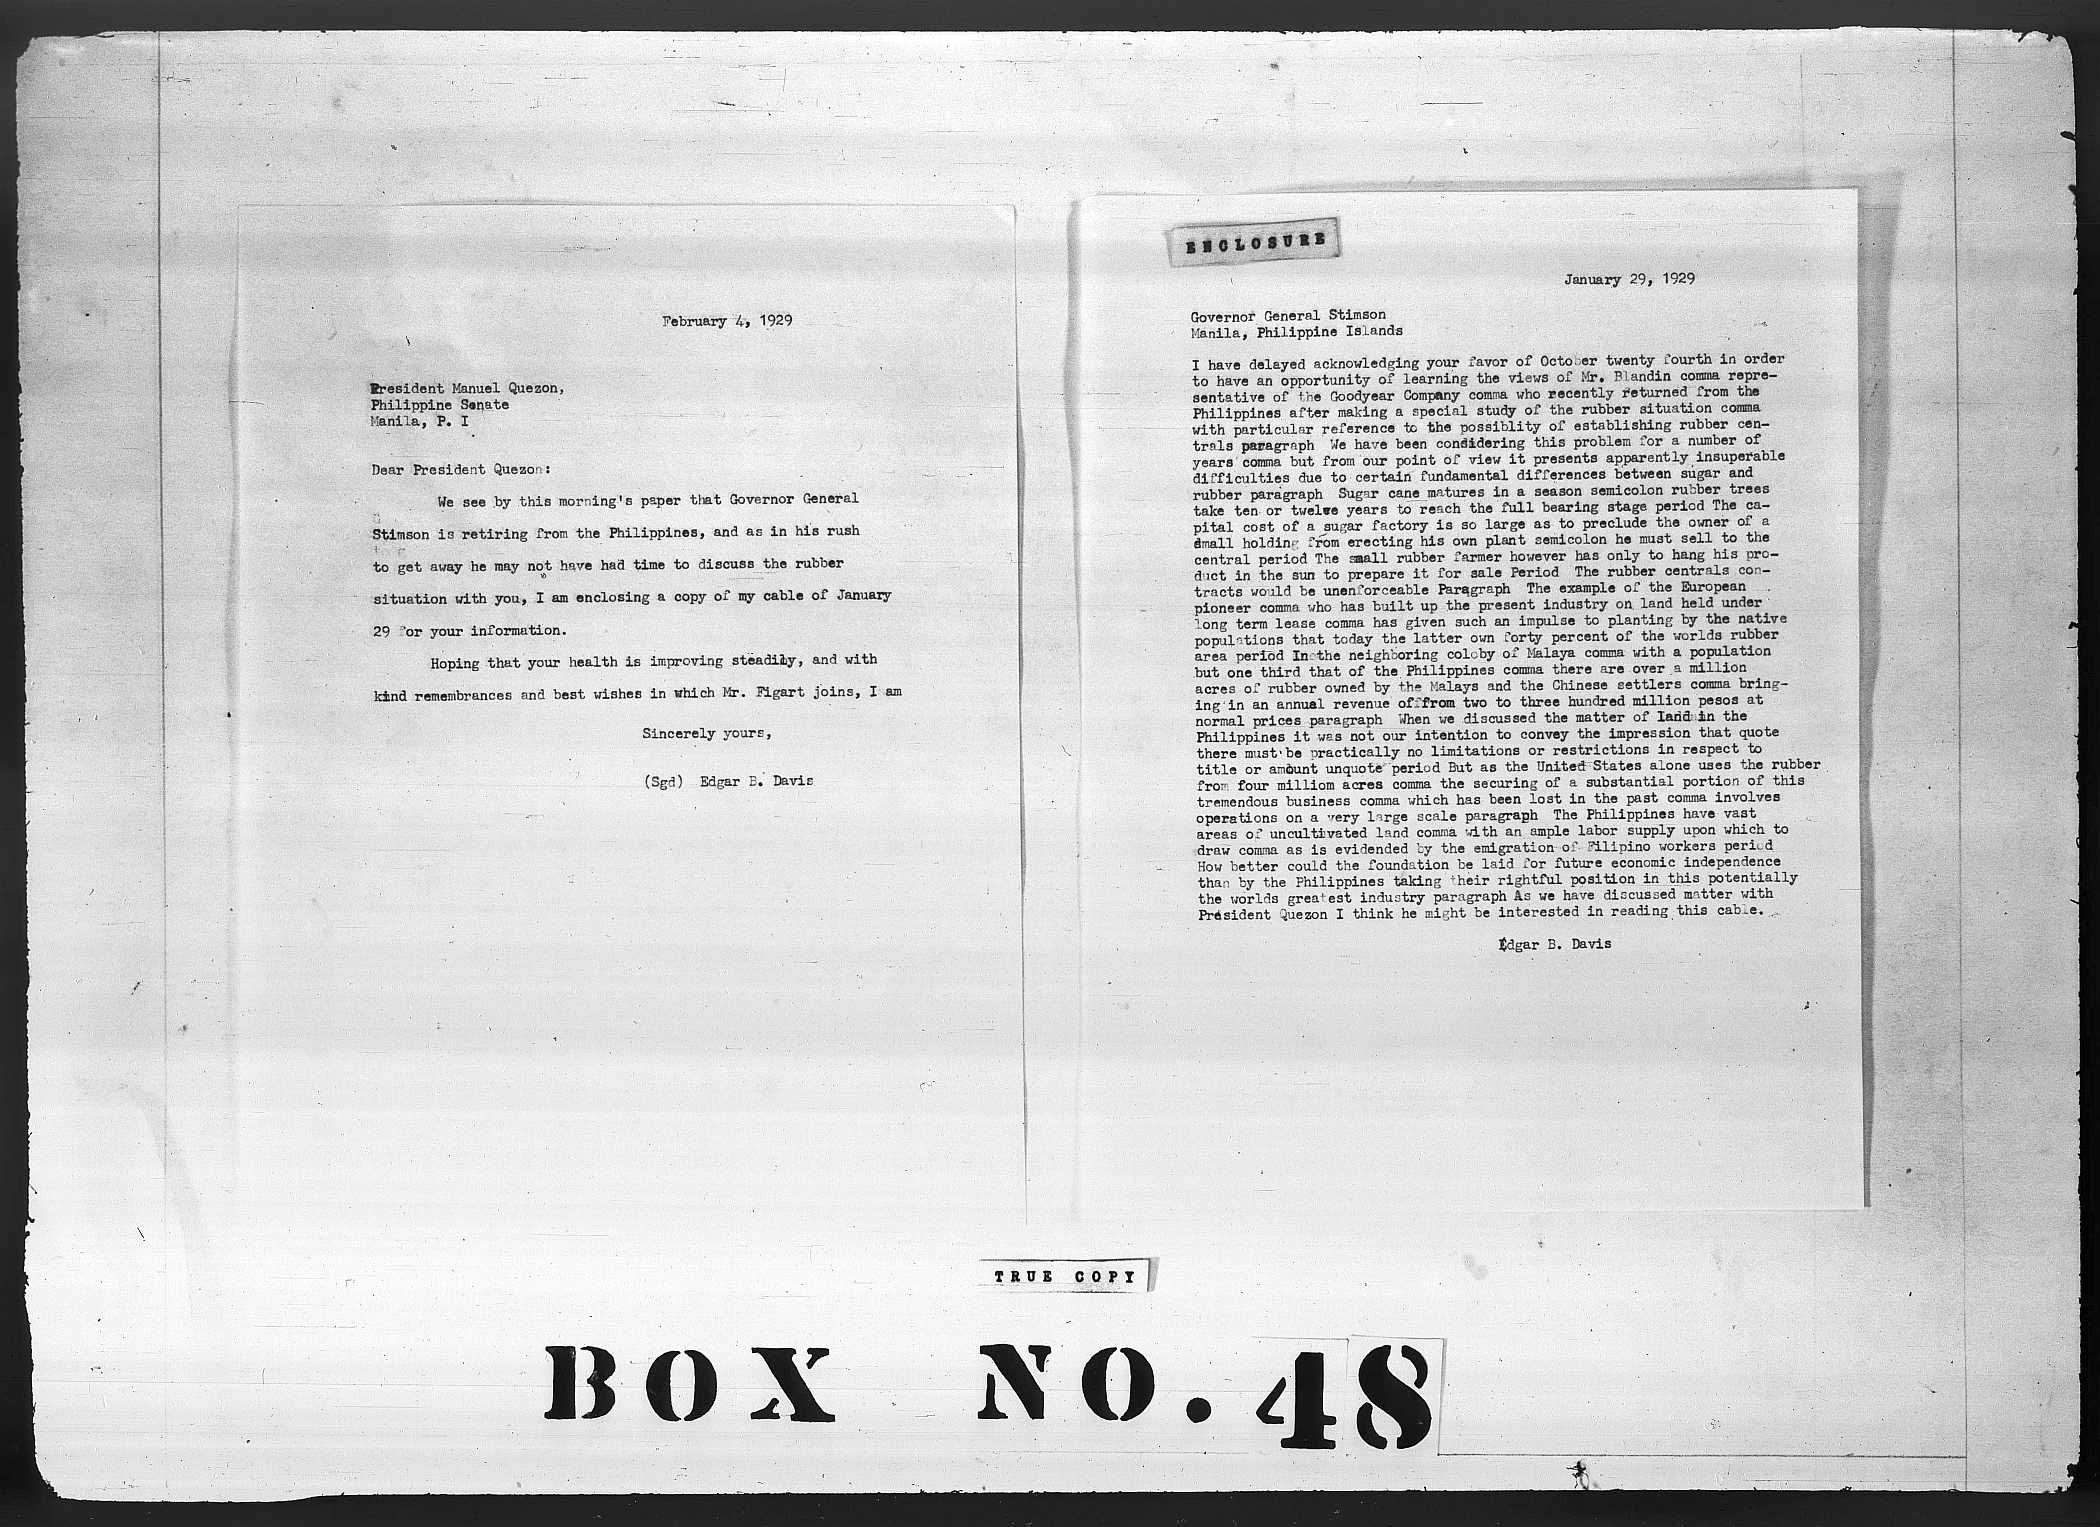 February 4, 1929
President Manuel Quezon,
Philippine Senate
Manila, P. I
Dear President Quezon:
We see by this morning's paper that Governor General
Stimson is retiring from the Philippines, and as in his rush
to get away he may not have had time to discuss the rubber
situation with you, I am enclosing a copy of my cable of January
29 for your information.
Hoping that your health is improving steadily, and with
kind remembrances and best wishes in which Mr. Figart joins, I am
Sincerely yours,
(Sgd) Edgar B. Davis
ENCLOSURE
January 29, 1929
Governor General Stimson
Manila, Philippine Islands
I have delayed acknowledging your favor of October twenty fourth in order
to have an opportunity of learning the views of Mr. Blandin comma repre-
sentative of the Goodyear Company comma who recently returned from the
Philippines after making a special study of the rubber situation comma
with particular reference to the possiblity of establishing rubber cen-
trals paragraph We have been considering this problem for a number of
years comma but from our point of view it presents apparently insuperable
difficulties due to certain fundamental differences between sugar and
rubber paragraph Sugar cane matures in a season semicolon rubber trees
take ten or twelve years to reach the full bearing stage period The ca-
pital cost of a sugar factory is so large as to preclude the owner of a
small holding from erecting his own plant semicolon he must sell to the
central period The small rubber farmer however has only to hang his pro-
duct in the sun to prepare it for sale Period The rubber centrals con-
tracts would be unenforceable Paragraph The example of the European
pioneer comma who has built up the present industry on land held under
long term lease comma has given such an impulse to planting by the native
populations that today the latter own forty percent of the worlds rubber
area period In the neighboring coloby of Malaya comma with a population
but one third that of the Philippines comma there are over a million
acres of rubber owned by the Malays and the Chinese settlers comma bring-
ing in an annual revenue offfrom two to three hundred million pesos at
normal prices paragraph When we discussed the matter of land in the
Philippines it was not our intention to convey the impression that quote
there must be practically no limitations or restrictions in respect to
title or amount unquote period But as the United States alone uses the rubber
from four milliom acres comma the securing of a substantial portion of this
tremendous business comma which has been lost in the past comma involves
operations on a very large scale paragraph The Philippines have vast
areas of uncultivated land comma with an ample labor supply upon which to
draw comma as is evidended by the emigration of Filipino workers period
How better could the foundation be laid for future economic independence
than by the Philippines taking their rightful position in this potentially
the worlds greatest industry paragraph As we have discussed matter with
President Quezon I think he might be interested in reading this cable.
Edgar B. Davis
TRUE COPY
BOX NO. 48